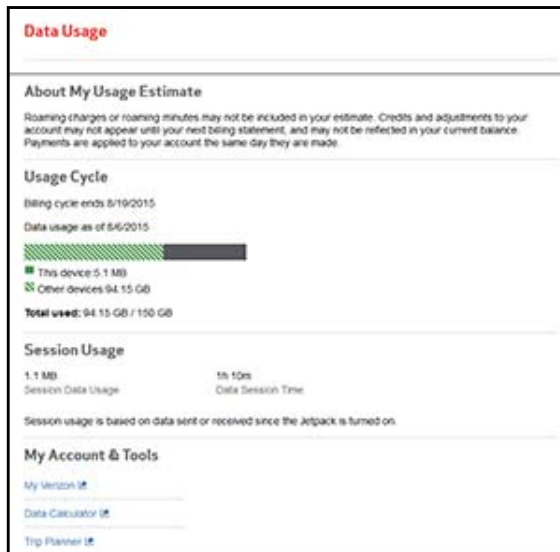 Data Usage
About My Usage Estimate
Roaming charges or roaming minutes may not be included in your estimate. Credits and adjustments to your
account may not appear until your next billing statement, and may not be reflected in your current balance.
Payments are applied to your account the same day they are made.
Usage Cycle
Billing cycle ends 8/19/2015
Data usage as of 8/6/2015
This device:5.1 MB
Other devices:94.15 GB
Total used: 94.15 GB / 150 GB
Session Usage
1.1 MB 1h 10m
Session Data Usage Data Session Time
Session usage is based on data sent or received since the Jetpack is turned on.
My Account & Tools
My Verizon
Data Calculator
Trip Planner